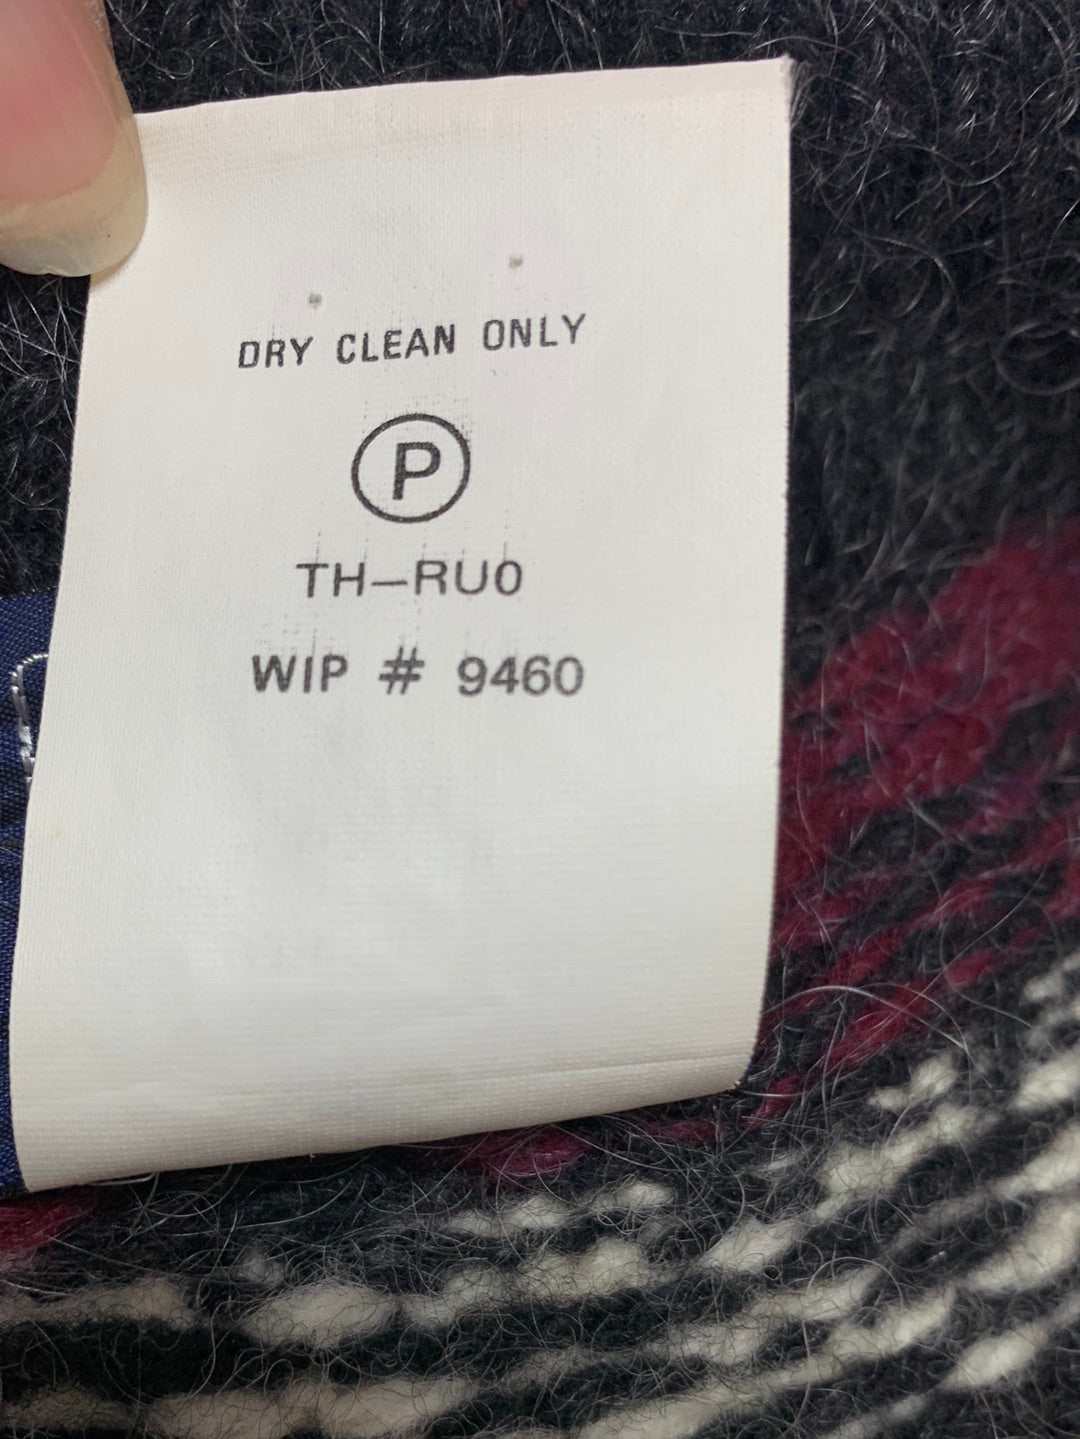 DRY CLEAN ONLY
P
TH-RU0
WIP # 9460